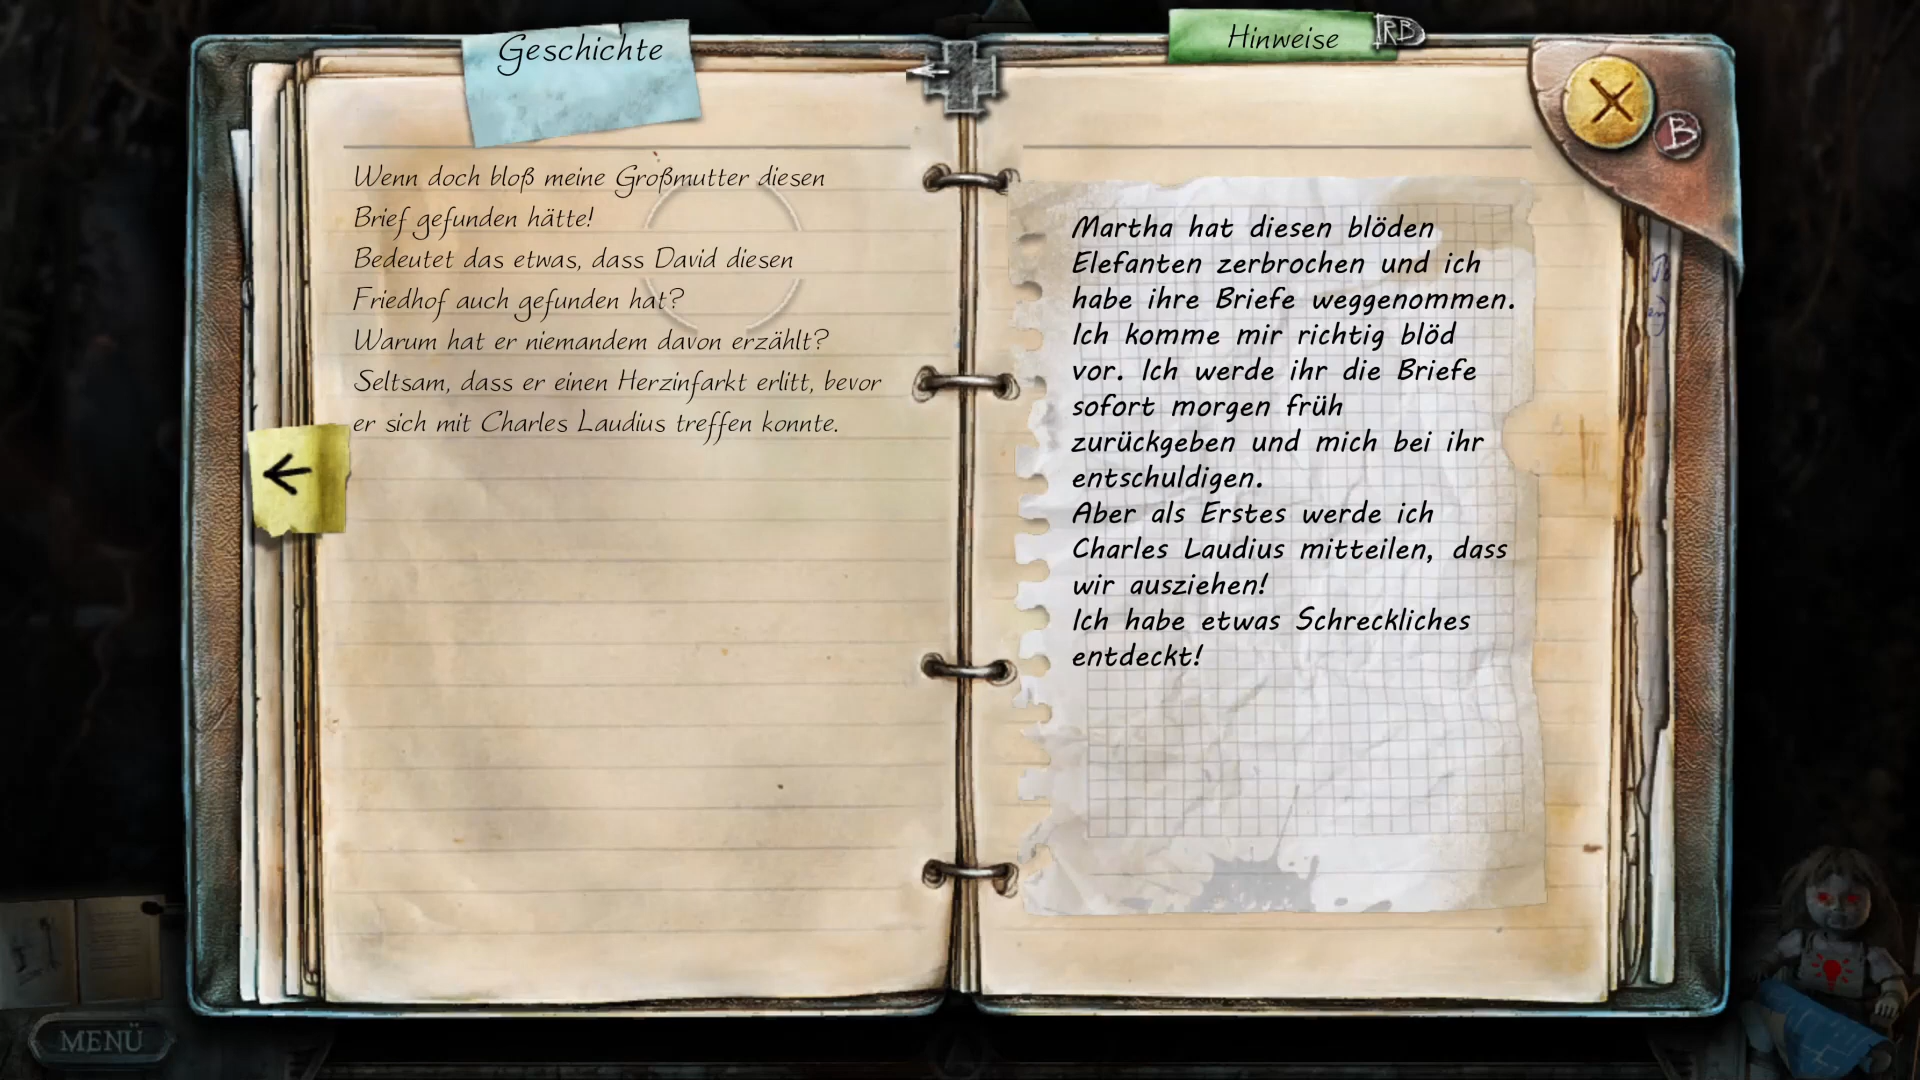 Geschichte
Wenn doch bloß meine Großmutter diesen
Brief gefunden hätte!
Bedeutet das etwas, dass David diesen
Friedhof auch gefunden hat?
Warum hat er niemandem davon erzählt?
Seltsam, dass er einen Herzinfarkt erlitt, bevor
er sich mit Charles Laudius treffen konnte.
Hinweise
RB
B
Martha hat diesen blöden
Elefanten zerbrochen und ich
habe ihre Briefe weggenommen.
Ich komme mir richtig blöd
vor. Ich werde ihr die Briefe
sofort morgen früh
zurückgeben und mich bei ihr
entschuldigen.
Aber als Erstes werde ich
Charles Laudius mitteilen, dass
wir ausziehen!
Ich habe etwas Schreckliches
entdeckt!
MENÜ